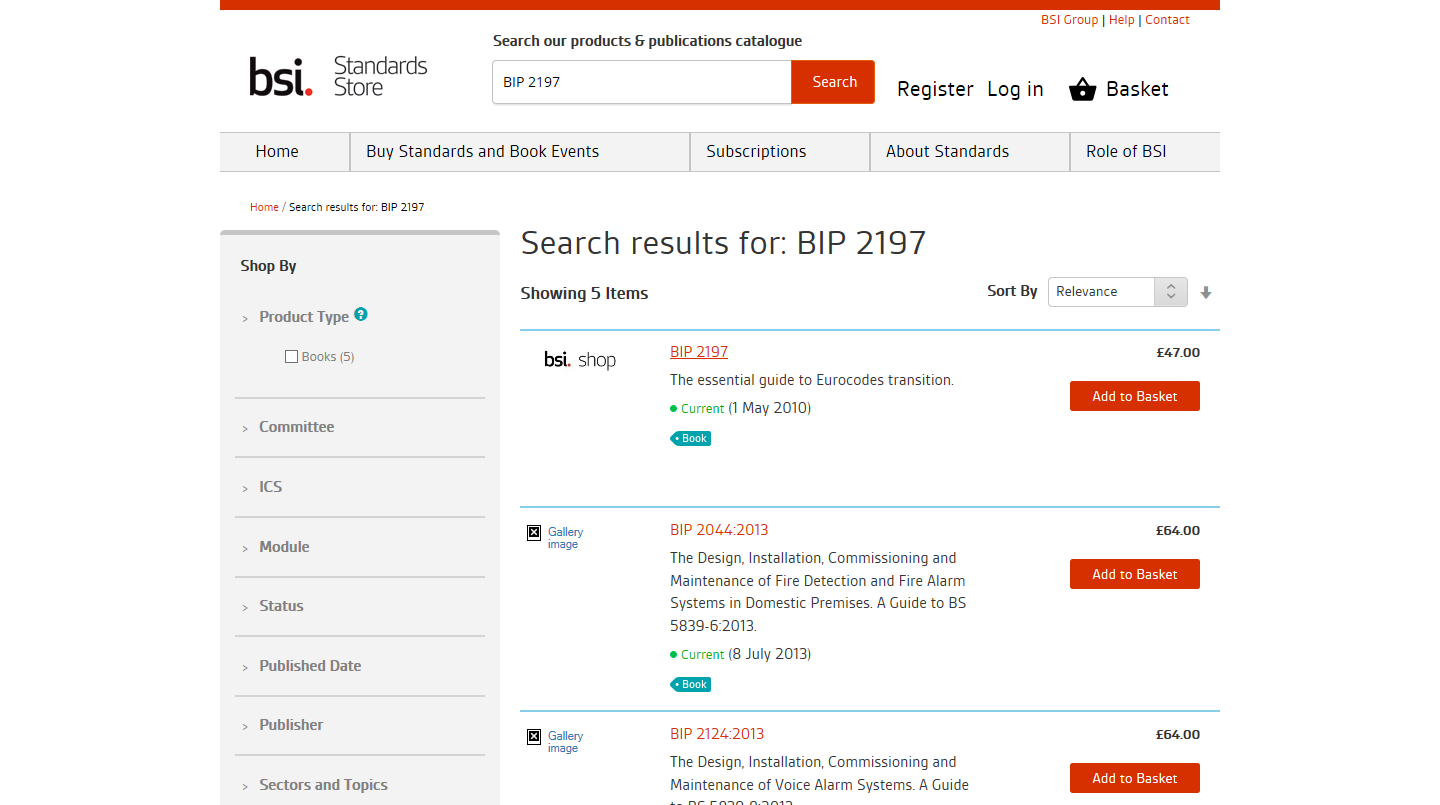 BSI Group | Help | Contact
Search our products & publications catalogue
bsi. Standards Store
BIP 2197
Search
Register Log in Basket
Home
Buy Standards and Book Events
Subscriptions
About Standards
Role of BSI
Home / Search results for: BIP 2197
Shop By
> Product Type ?
Books (5)
> Committee
> ICS
> Module
> Status
> Published Date
> Publisher
> Sectors and Topics
Search results for: BIP 2197
Showing 5 Items
Sort By Relevance
bsi. shop
BIP 2197
£47.00
The essential guide to Eurocodes transition.
Add to Basket
Current (1 May 2010)
Book
Gallery
image
BIP 2044:2013
£64.00
The Design, Installation, Commissioning and
Maintenance of Fire Detection and Fire Alarm
Systems in Domestic Premises. A Guide to BS
5839-6:2013.
Add to Basket
Current (8 July 2013)
Book
Gallery
image
BIP 2124:2013
£64.00
The Design, Installation, Commissioning and
Maintenance of Voice Alarm Systems. A Guide
to BS 5839-8:2013.
Add to Basket